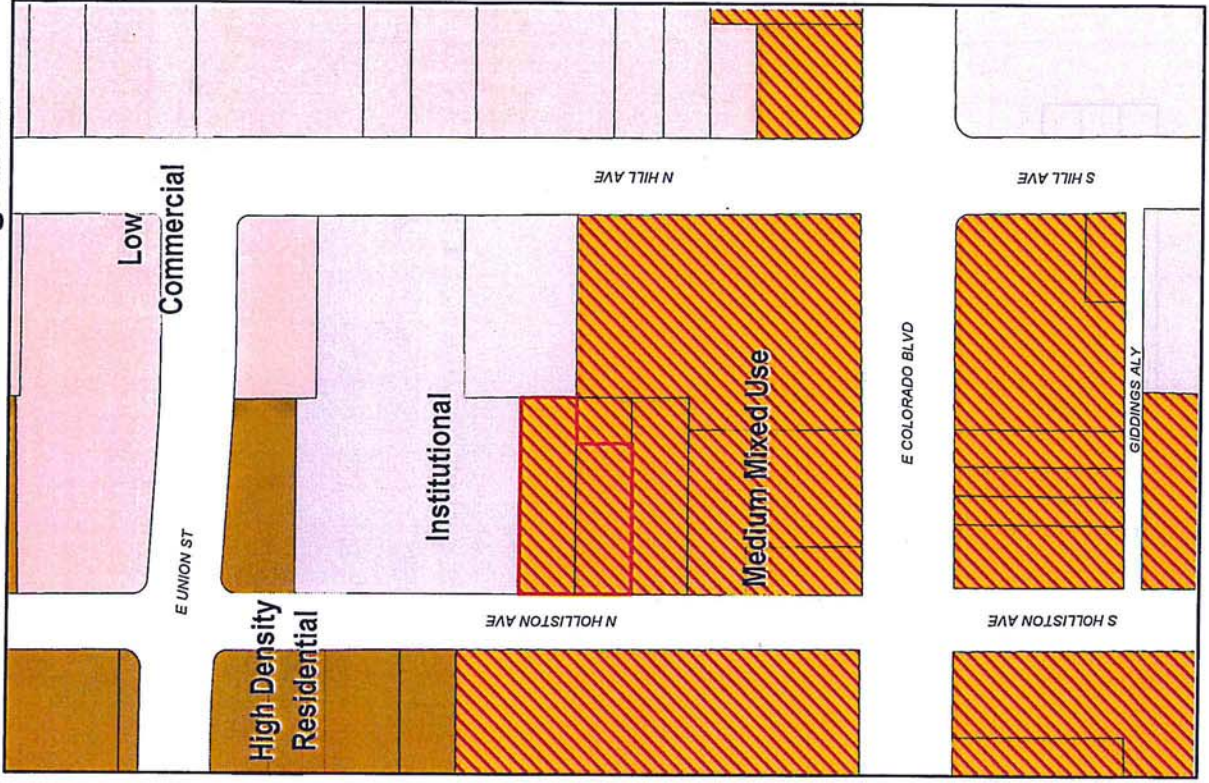 Low
Commercial
N HILL AVE
S HILL AVE
E UNION ST
Institutional
Medium Mixed Use
E COLORADO BLVD
GIDDINGS ALY
High Density
Residential
N HOLLISTON AVE
S HOLLISTON AVE